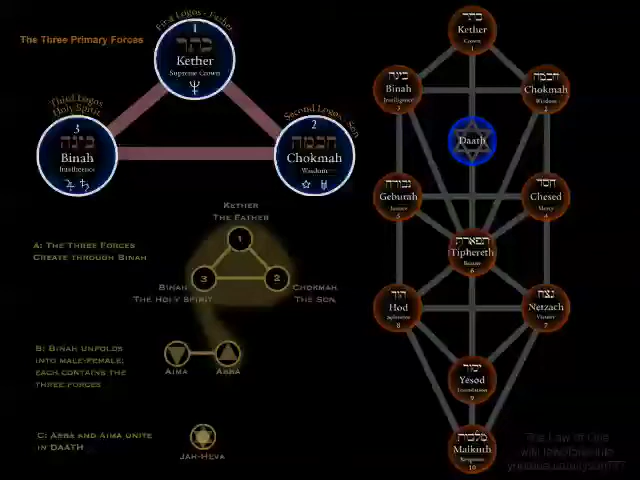 The Three Primary Forces
First Logos - Father
1
כתר
Kether
Supreme Crown
Third Logos
Holy Spirit
3
בינה
Binah
Intelligence
Second Logos - Son
2
חכמה
Chokmah
Wisdom
KETHER
THE FATHER
1
3
2
BINAH
THE HOLY SPIRIT
CHOKMAH
THE SON
A: THE THREE FORCES
CREATE THROUGH BINAH
B: BINAH UNFOLDS
INTO MALE-FEMALE;
EACH CONTAINS THE
THREE FORCES
AIMA
ABBA
C: ABBA AND AIMA UNITE
IN DAATH
JAH-HEVA
כתר
Kether
Crown
1
בינה
Binah
Intelligence
3
חכמה
Chokmah
Wisdom
2
Daath
גבורה
Geburah
Justice
5
חסד
Chesed
Mercy
4
תפארת
Tiphereth
Beauty
6
הוד
Hod
Splendor
8
נצח
Netzach
Victory
7
יסוד
Yesod
Foundation
9
מלכות
Malkuth
Kingdom
10
The Law of One